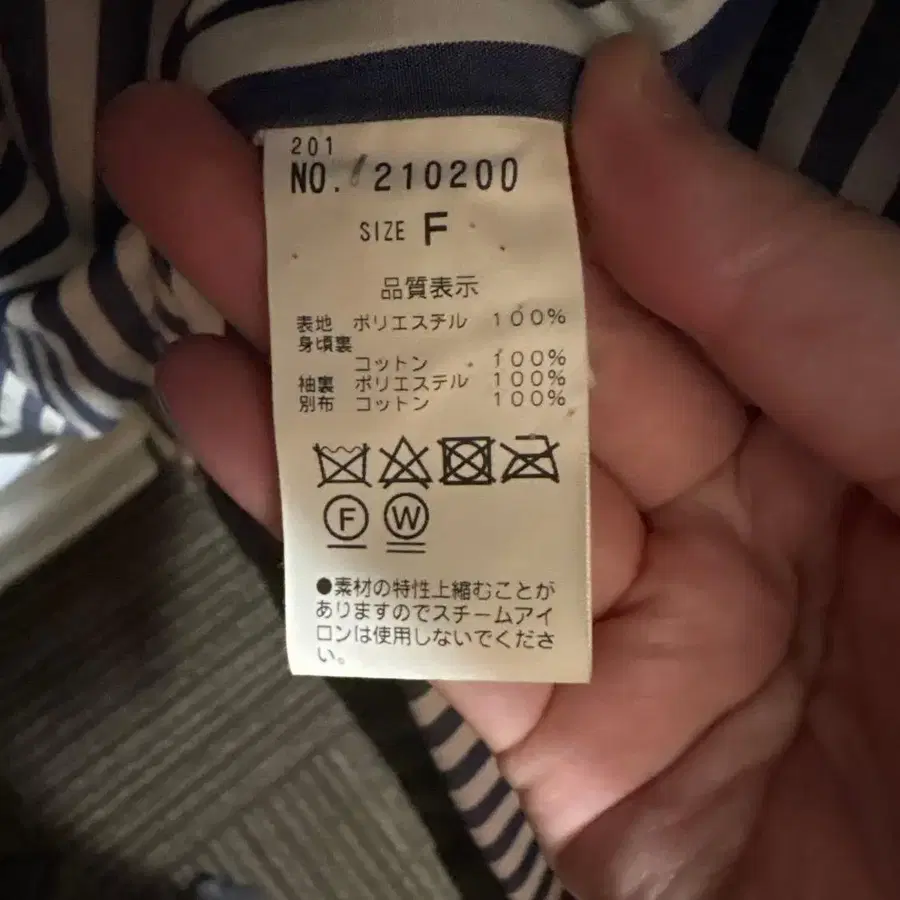 201
NO. 210200
SIZE F
品質表示
表地 ポリエステル 100%
身頃裏
コットン 100%
袖裏 ポリエステル 100%
別布 コットン 100%
F W
●素材の特性上縮むことが
ありますのでスチームアイ
ロンは使用しないでくださ
い。